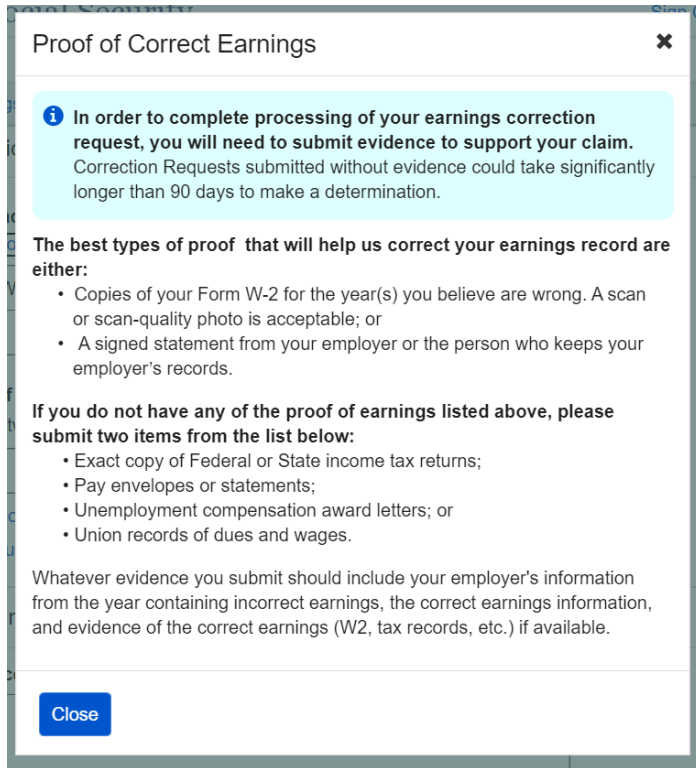 Social Security
Sign
Proof of Correct Earnings
In order to complete processing of your earnings correction
request, you will need to submit evidence to support your claim.
Correction Requests submitted without evidence could take significantly
longer than 90 days to make a determination.
The best types of proof that will help us correct your earnings record are
either:
• Copies of your Form W-2 for the year(s) you believe are wrong. A scan
or scan-quality photo is acceptable; or
• A signed statement from your employer or the person who keeps your
employer’s records.
If you do not have any of the proof of earnings listed above, please
submit two items from the list below:
• Exact copy of Federal or State income tax returns;
• Pay envelopes or statements;
• Unemployment compensation award letters; or
• Union records of dues and wages.
Whatever evidence you submit should include your employer's information
from the year containing incorrect earnings, the correct earnings information,
and evidence of the correct earnings (W2, tax records, etc.) if available.
Close